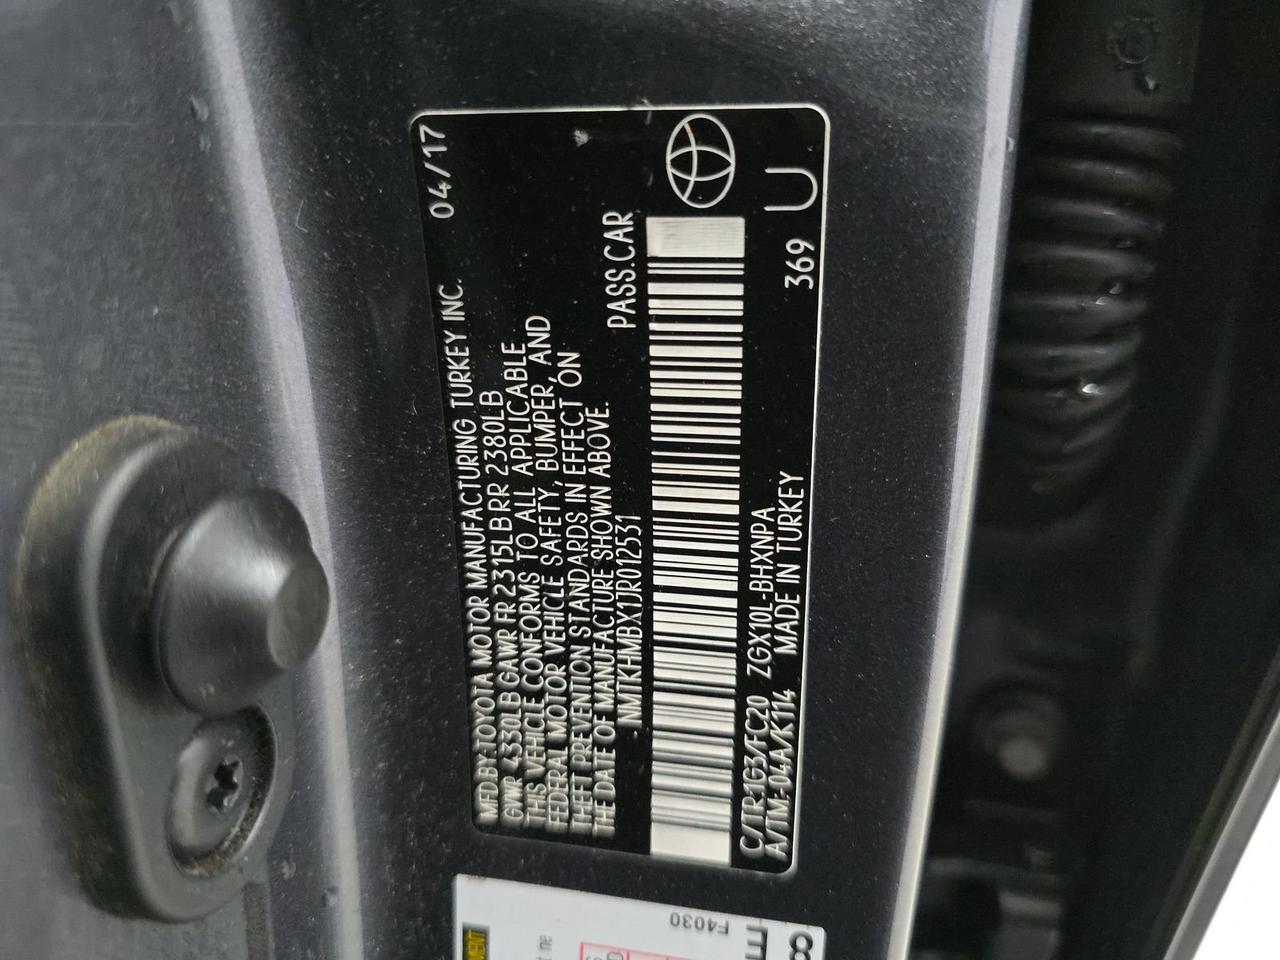 MFD BY:TOYOTA MOTOR MANUFACTURING TURKEY INC. 04/17
GVWR 4330LB GAWR FR 2315LB RR 2380LB
THIS VEHICLE CONFORMS TO ALL APPLICABLE
FEDERAL MOTOR VEHICLE SAFETY, BUMPER, AND
THEFT PREVENTION STANDARDS IN EFFECT ON
THE DATE OF MANUFACTURE SHOWN ABOVE.
NMTKHMBX1JR012531 PASS.CAR
C/TR:1G3/FC20 ZGX10L-BHXNPA 369 U
A/TM:-04A/K114 MADE IN TURKEY
F4030